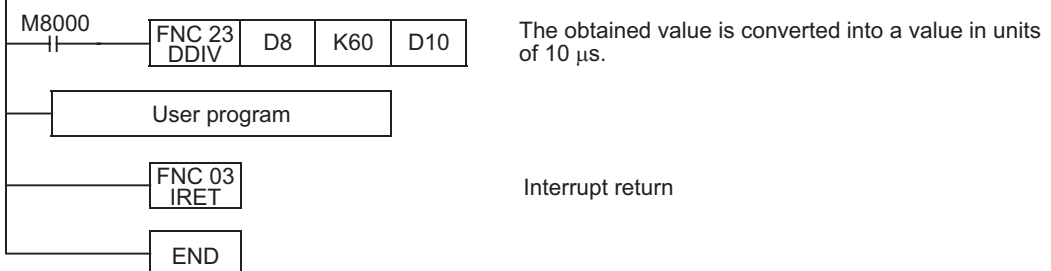 M8000
FNC 23
DDIV
D8
K60
D10
The obtained value is converted into a value in units
of 10 μs.
User program
FNC 03
IRET
Interrupt return
END